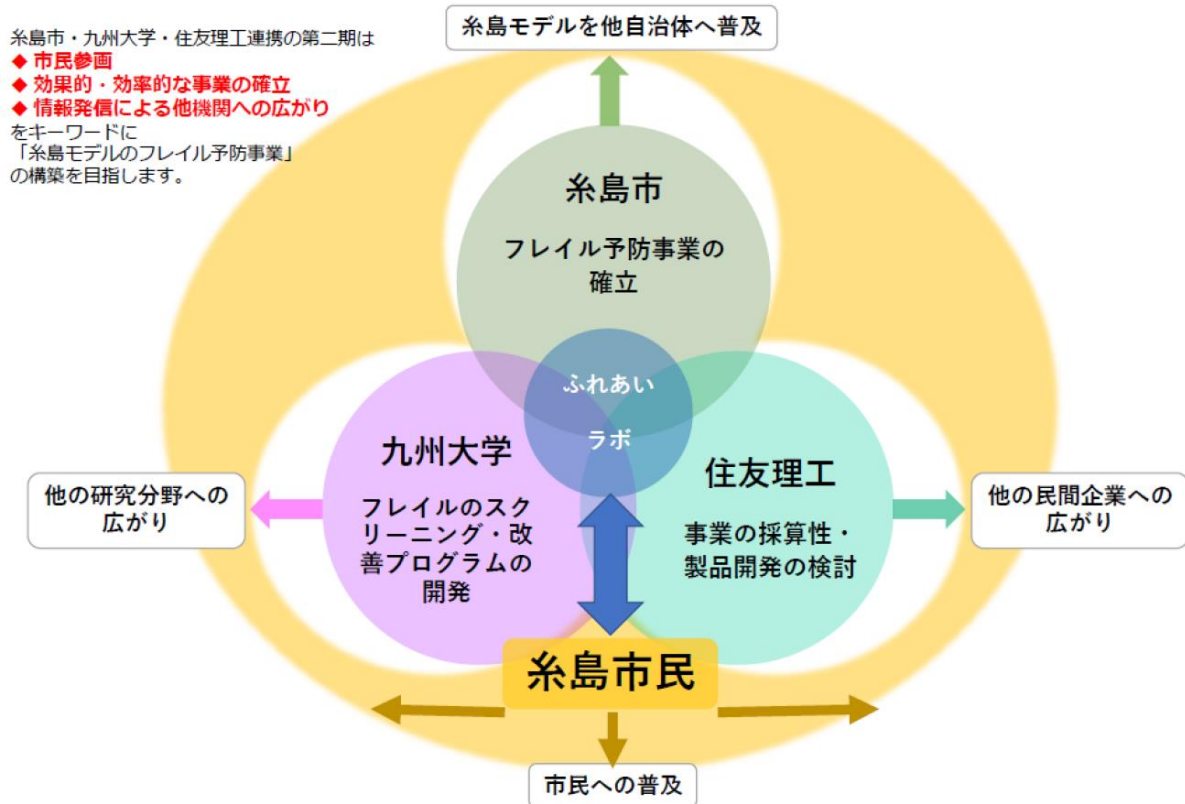 糸島市・九州大学・住友理工連携の第二期は
◆ 市民参画
◆ 効果的・効率的な事業の確立
◆ 情報発信による他機関への広がり
をキーワードに
「糸島モデルのフレイル予防事業」
の構築を目指します。
糸島モデルを他自治体へ普及
糸島市
フレイル予防事業の
確立
ふれあい
ラボ
九州大学
フレイルのスク
リーニング・改
善プログラムの
開発
住友理工
事業の採算性・
製品開発の検討
他の研究分野への
広がり
他の民間企業への
広がり
糸島市民
市民への普及